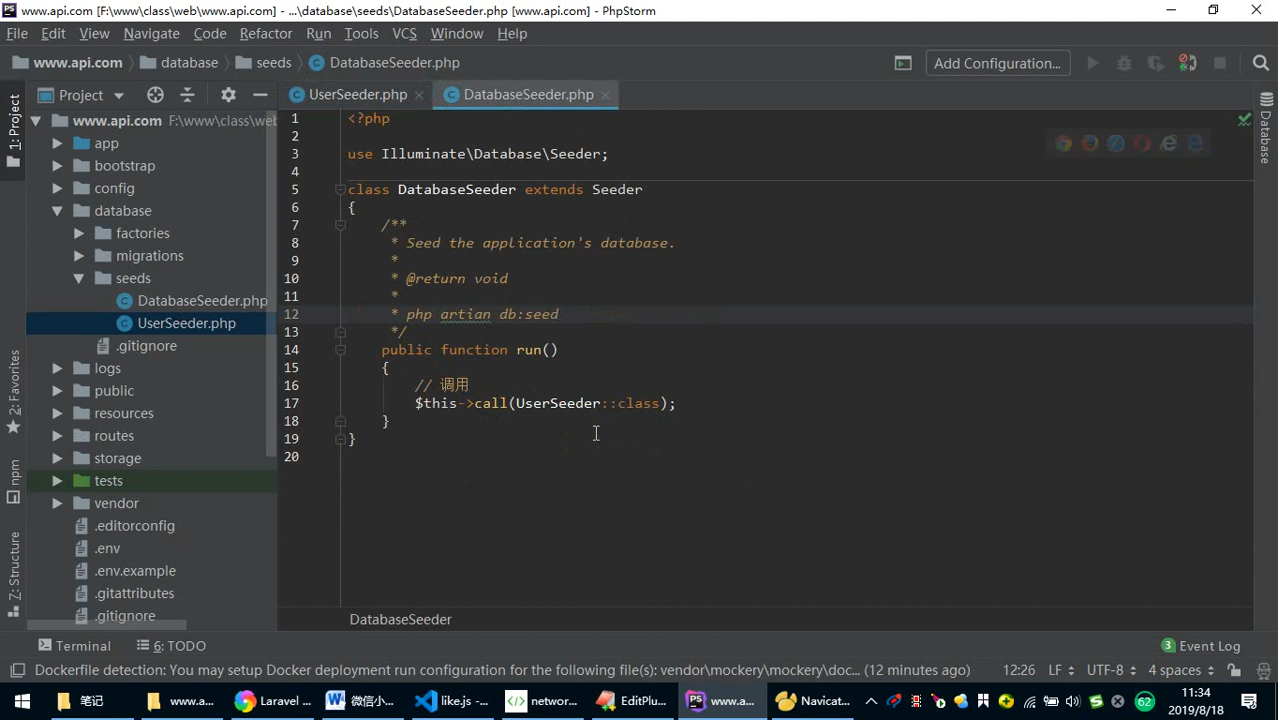 www.api.com [F:\www\class\web\www.api.com] - ...\database\seeds\DatabaseSeeder.php [www.api.com] - PhpStorm
File Edit View Navigate Code Refactor Run Tools VCS Window Help
www.api.com database seeds DatabaseSeeder.php Add Configuration...
Project UserSeeder.php DatabaseSeeder.php
1: Project
2: Favorites
npm
7: Structure
Database
www.api.com F:\www\class\web
app
bootstrap
config
database
factories
migrations
seeds
DatabaseSeeder.php
UserSeeder.php
.gitignore
logs
public
resources
routes
storage
tests
vendor
.editorconfig
.env
.env.example
.gitattributes
.gitignore
1 <?php
2
3 use Illuminate\Database\Seeder;
4
5 class DatabaseSeeder extends Seeder
6 {
7 /**
8 * Seed the application's database.
9 *
10 * @return void
11 *
12 * php artian db:seed
13 */
14 public function run()
15 {
16 // 调用
17 $this->call(UserSeeder::class);
18 }
19 }
20
DatabaseSeeder
Terminal 6: TODO 3 Event Log
Dockerfile detection: You may setup Docker deployment run configuration for the following file(s): vendor\mockery\mockery\doc... (12 minutes ago) 12:26 LF UTF-8 4 spaces
笔记 www.a... Laravel ... 微信小... like.js -... networ... EditPlu... www.a... Navicat... 62 11:34
2019/8/18